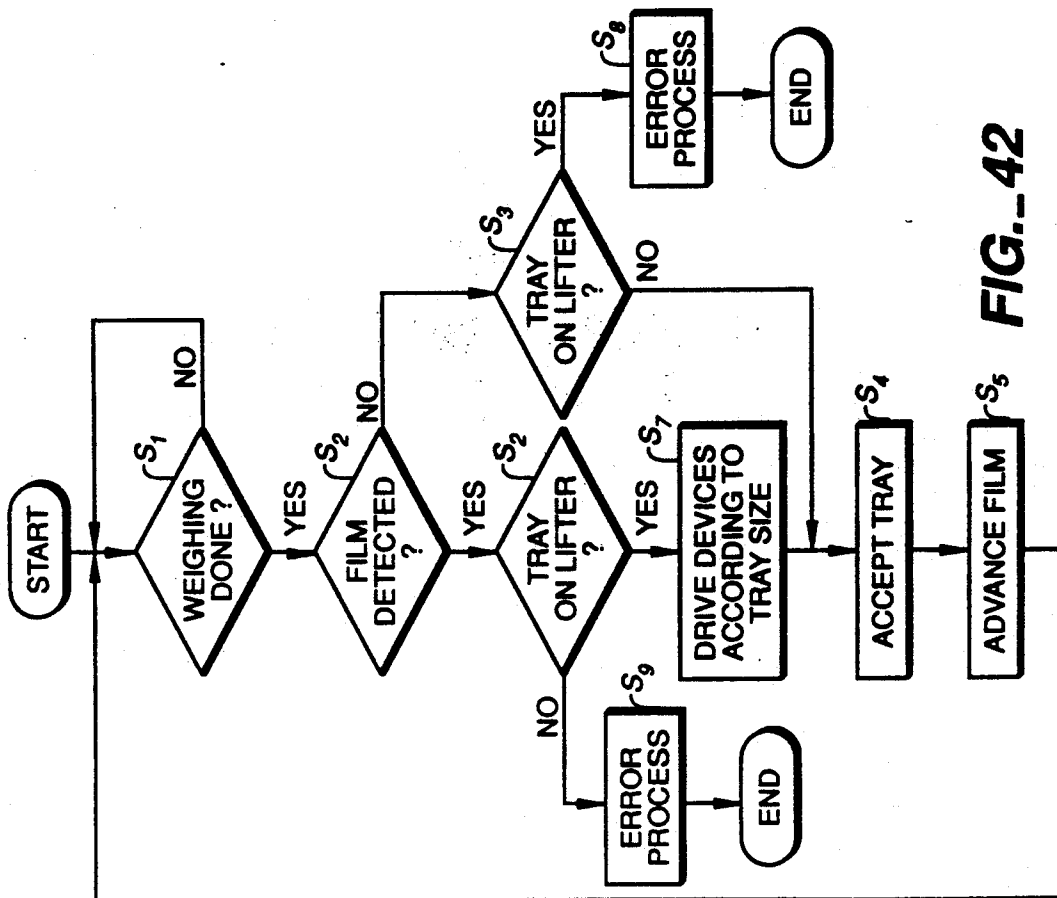 START
WEIGHING
DONE ?
S1
NO
YES
FILM
DETECTED
?
S2
NO
YES
TRAY
ON LIFTER
?
S2
NO
YES
TRAY
ON LIFTER
?
S3
YES
NO
ERROR
PROCESS
S8
END
ERROR
PROCESS
S9
END
DRIVE DEVICES
ACCORDING TO
TRAY SIZE
S7
ACCEPT TRAY
S4
ADVANCE FILM
S5
FIG._42